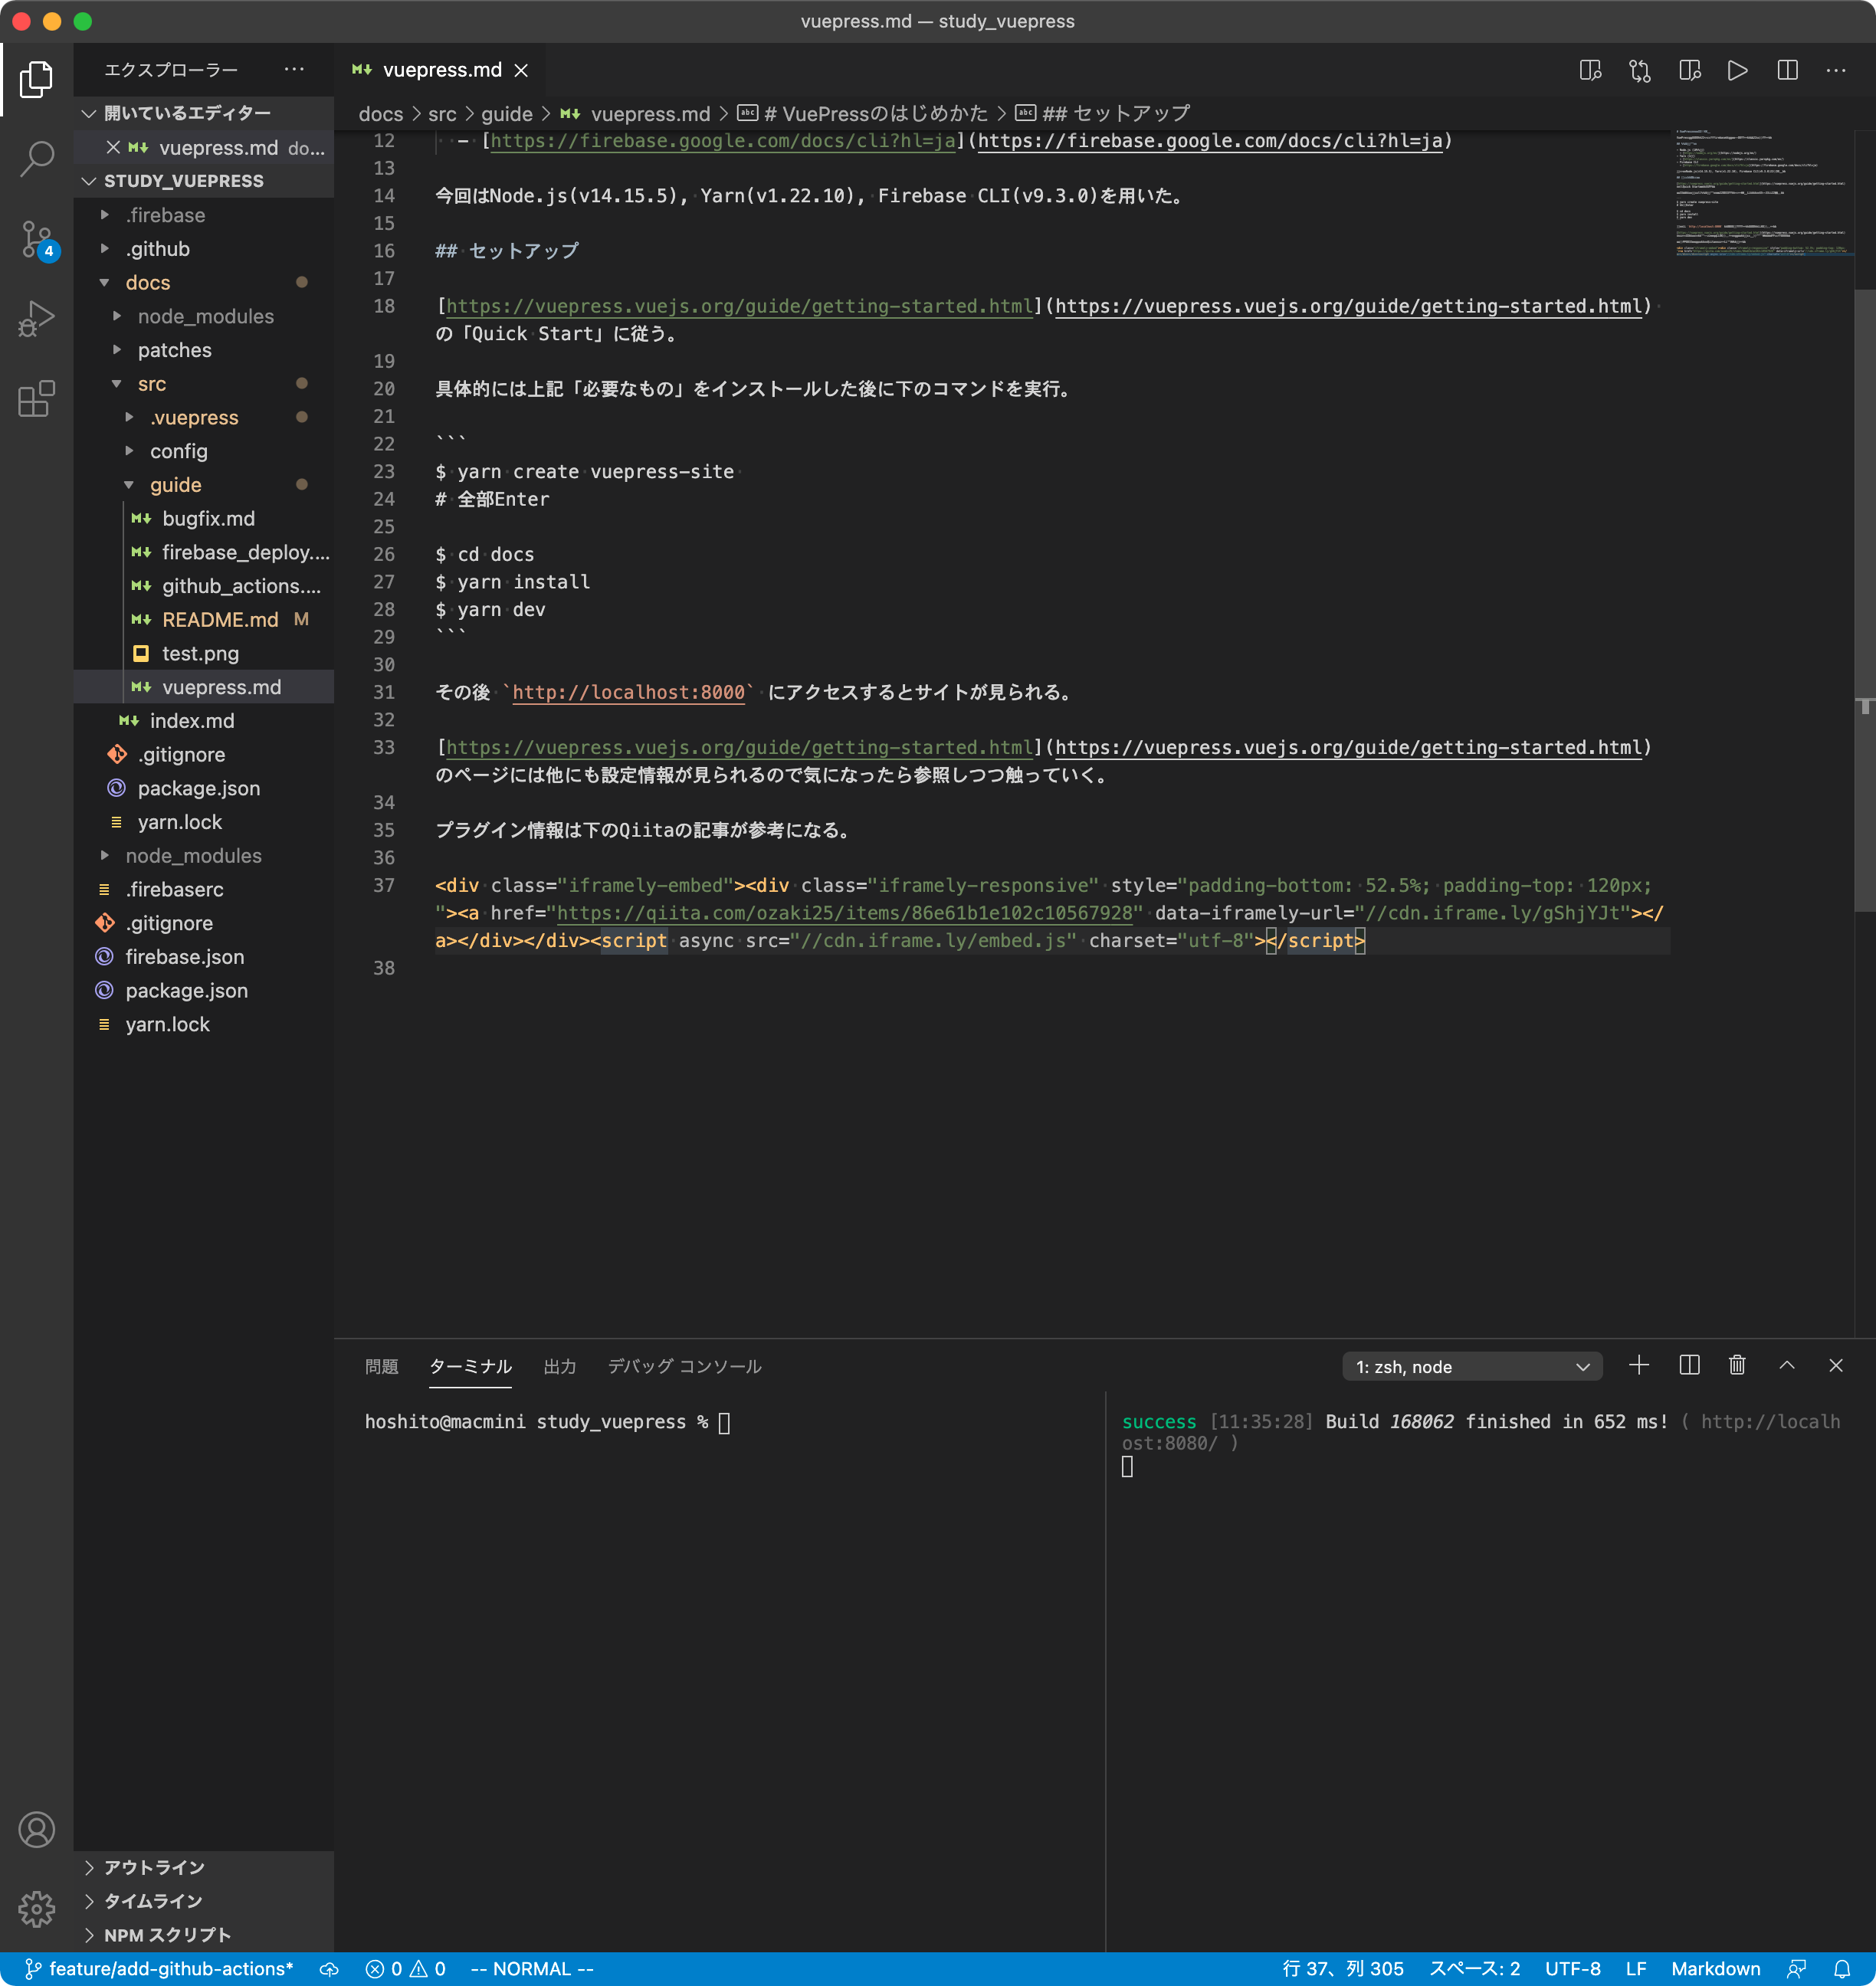 vuepress.md — study_vuepress
エクスプローラー
開いているエディター
vuepress.md do...
STUDY_VUEPRESS
.firebase
.github
docs
node_modules
patches
src
.vuepress
config
guide
bugfix.md
firebase_deploy....
github_actions....
README.md M
test.png
vuepress.md
index.md
.gitignore
package.json
yarn.lock
node_modules
.firebaserc
.gitignore
firebase.json
package.json
yarn.lock
アウトライン
タイムライン
NPM スクリプト
4
vuepress.md
docs > src > guide > vuepress.md > # VuePressのはじめかた > ## セットアップ
12 - [https://firebase.google.com/docs/cli?hl=ja](https://firebase.google.com/docs/cli?hl=ja)
13
14 今回はNode.js(v14.15.5), Yarn(v1.22.10), Firebase CLI(v9.3.0)を用いた。
15
16 ## セットアップ
17
18 [https://vuepress.vuejs.org/guide/getting-started.html](https://vuepress.vuejs.org/guide/getting-started.html)
の「Quick Start」に従う。
19
20 具体的には上記「必要なもの」をインストールした後に下のコマンドを実行。
21
22 ```
23 $ yarn create vuepress-site
24 # 全部Enter
25
26 $ cd docs
27 $ yarn install
28 $ yarn dev
29 ```
30
31 その後 `http://localhost:8000` にアクセスするとサイトが見られる。
32
33 [https://vuepress.vuejs.org/guide/getting-started.html](https://vuepress.vuejs.org/guide/getting-started.html)
のページには他にも設定情報が見られるので気になったら参照しつつ触っていく。
34
35 プラグイン情報は下のQiitaの記事が参考になる。
36
37 <div class="iframely-embed"><div class="iframely-responsive" style="padding-bottom: 52.5%; padding-top: 120px;
"><a href="https://qiita.com/ozaki25/items/86e61b1e102c10567928" data-iframely-url="//cdn.iframe.ly/gShjYJt"></
a></div></div><script async src="//cdn.iframe.ly/embed.js" charset="utf-8"></script>
38
問題 ターミナル 出力 デバッグ コンソール 1: zsh, node
hoshito@macmini study_vuepress %
success [11:35:28] Build 168062 finished in 652 ms! ( http://localh
ost:8080/ )
feature/add-github-actions* 0 0 -- NORMAL -- 行 37、列 305 スペース: 2 UTF-8 LF Markdown